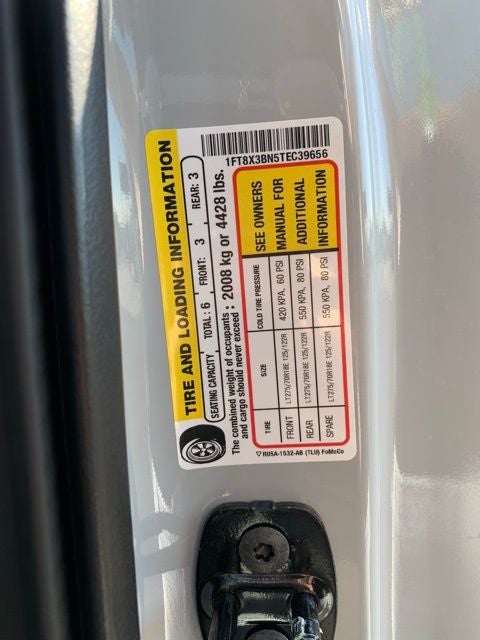 TIRE AND LOADING INFORMATION
SEATING CAPACITY TOTAL: 6 FRONT: 3 REAR: 3
The combined weight of occupants : 2008 kg or 4428 lbs.
and cargo should never exceed
TIRE SIZE COLD TIRE PRESSURE
FRONT LT275/70R18E 125/122R 420 KPA, 60 PSI
REAR LT275/70R18E 125/122R 550 KPA, 80 PSI
SPARE LT275/70R18E 125/122R 550 KPA, 80 PSI
SEE OWNERS
MANUAL FOR
ADDITIONAL
INFORMATION
RU5A-1532-AB (TLU) FoMoCo
1FT8X3BN5TEC39656